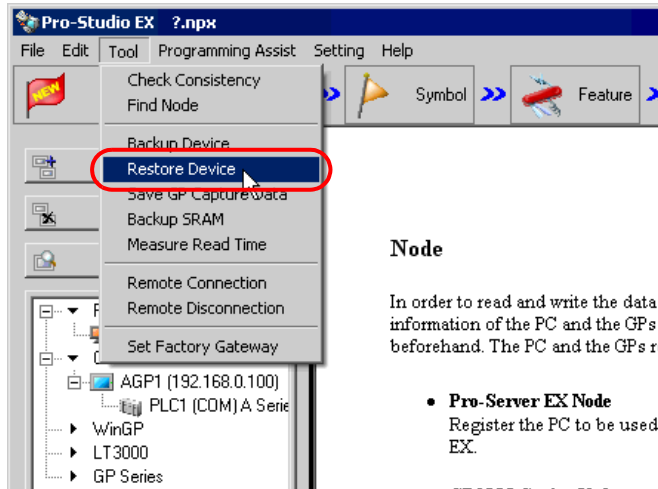 Pro-Studio EX ?.npx
File Edit Tool Programming Assist Setting Help
NEW
Symbol
Feature
Check Consistency
Find Node
Backup Device
Restore Device
Save GP Capture Data
Backup SRAM
Measure Read Time
Remote Connection
Remote Disconnection
Set Factory Gateway
AGP1 (192.168.0.100)
PLC1 (COM) A Serie
WinGP
LT3000
GP Series
Node
In order to read and write the data
information of the PC and the GPs
beforehand. The PC and the GPs r
• Pro-Server EX Node
Register the PC to be used
EX.